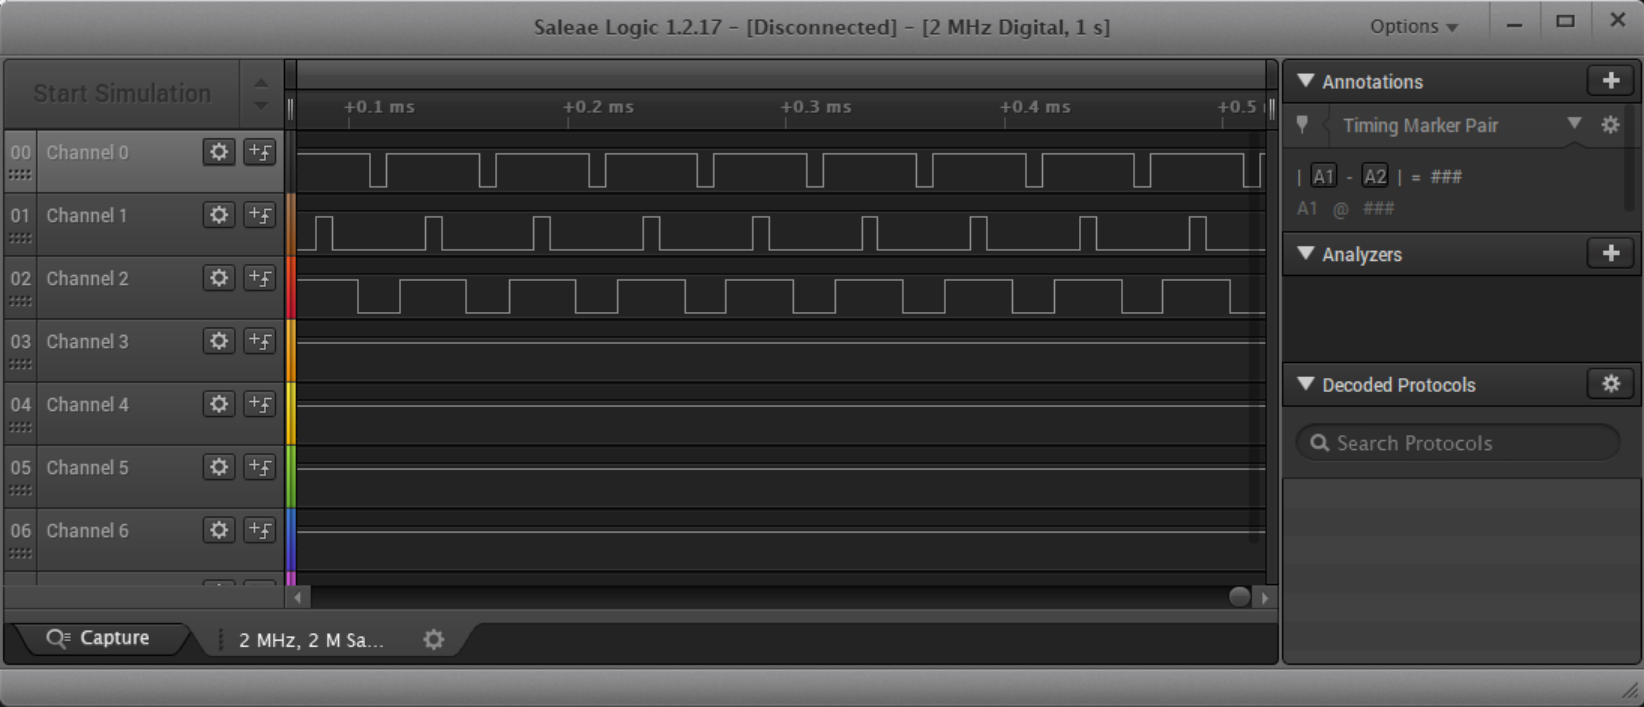 Saleae Logic 1.2.17 - [Disconnected] - [2 MHz Digital, 1 s]
Options
Start Simulation
+0.1 ms +0.2 ms +0.3 ms +0.4 ms +0.5
00 Channel 0
01 Channel 1
02 Channel 2
03 Channel 3
04 Channel 4
05 Channel 5
06 Channel 6
Capture
2 MHz, 2 M Sa...
Annotations
Timing Marker Pair
| A1 - A2 | = ###
A1 @ ###
Analyzers
Decoded Protocols
Search Protocols